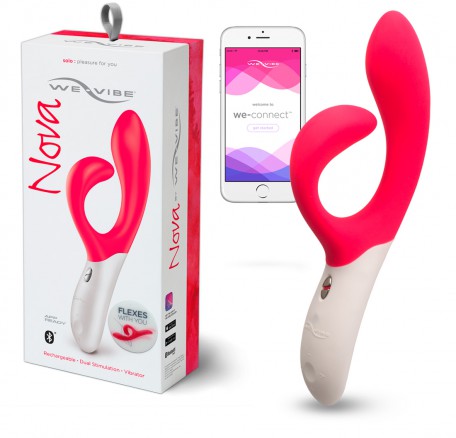 solo : pleasure for you
WE-VIBE
Nova
WE-VIBE
Nova
FLEXES
WITH YOU
Rechargeable • Dual Stimulation • Vibrator
welcome to
we-connect™